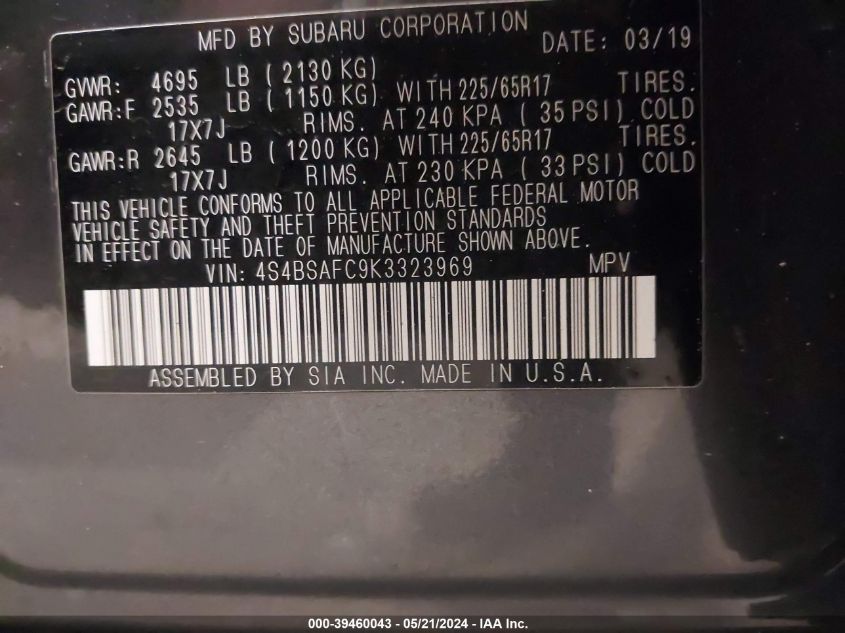 MFD BY SUBARU CORPORATION DATE: 03/19
GVWR: 4695 LB ( 2130 KG)
GAWR:F 2535 LB ( 1150 KG) WITH 225/65R17 TIRES.
17X7J RIMS. AT 240 KPA ( 35 PSI) COLD
GAWR:R 2645 LB ( 1200 KG) WITH 225/65R17 TIRES.
17X7J RIMS. AT 230 KPA ( 33 PSI) COLD
THIS VEHICLE CONFORMS TO ALL APPLICABLE FEDERAL MOTOR
VEHICLE SAFETY AND THEFT PREVENTION STANDARDS
IN EFFECT ON THE DATE OF MANUFACTURE SHOWN ABOVE.
VIN: 4S4BSAFC9K3323969 MPV
ASSEMBLED BY SIA INC. MADE IN U.S.A.
000-39460043 — 05/21/2024 — IAA Inc.